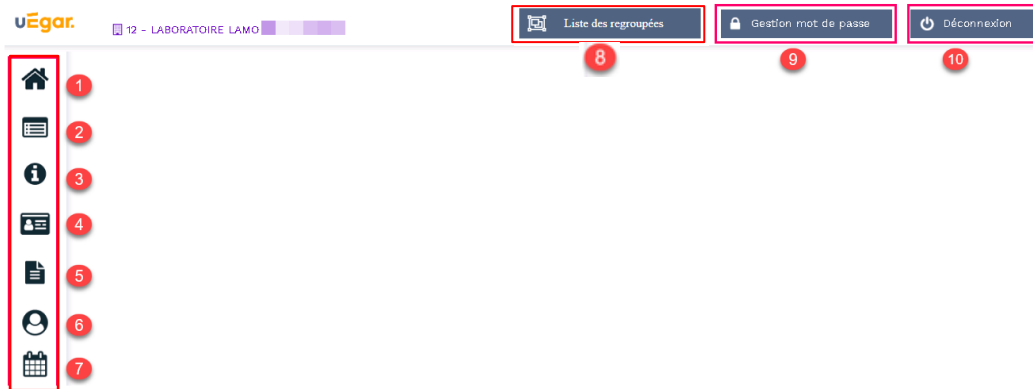 uEgar.
12 - LABORATOIRE LAMO
Liste des regroupées
Gestion mot de passe
Déconnexion
8
9
10
1
2
3
4
5
6
7